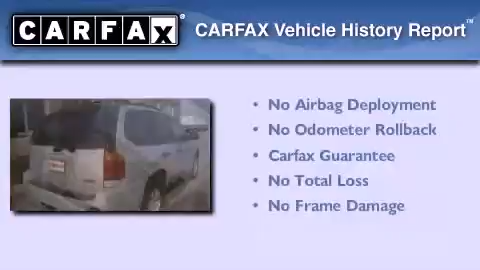 CARFAX® CARFAX Vehicle History Report™
• No Airbag Deployment
• No Odometer Rollback
• Carfax Guarantee
• No Total Loss
• No Frame Damage